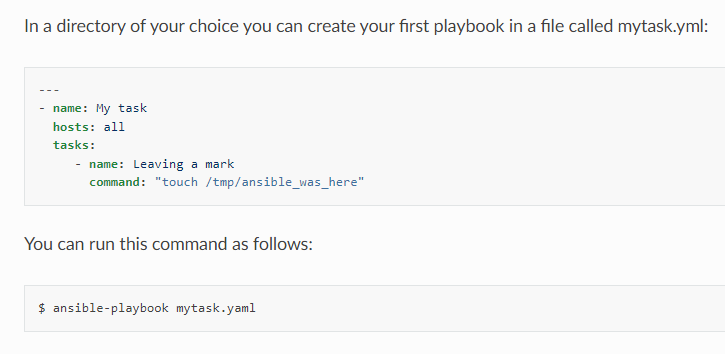 In a directory of your choice you can create your first playbook in a file called mytask.yml:
---
- name: My task
  hosts: all
  tasks:
     - name: Leaving a mark
       command: "touch /tmp/ansible_was_here"
You can run this command as follows:
$ ansible-playbook mytask.yaml